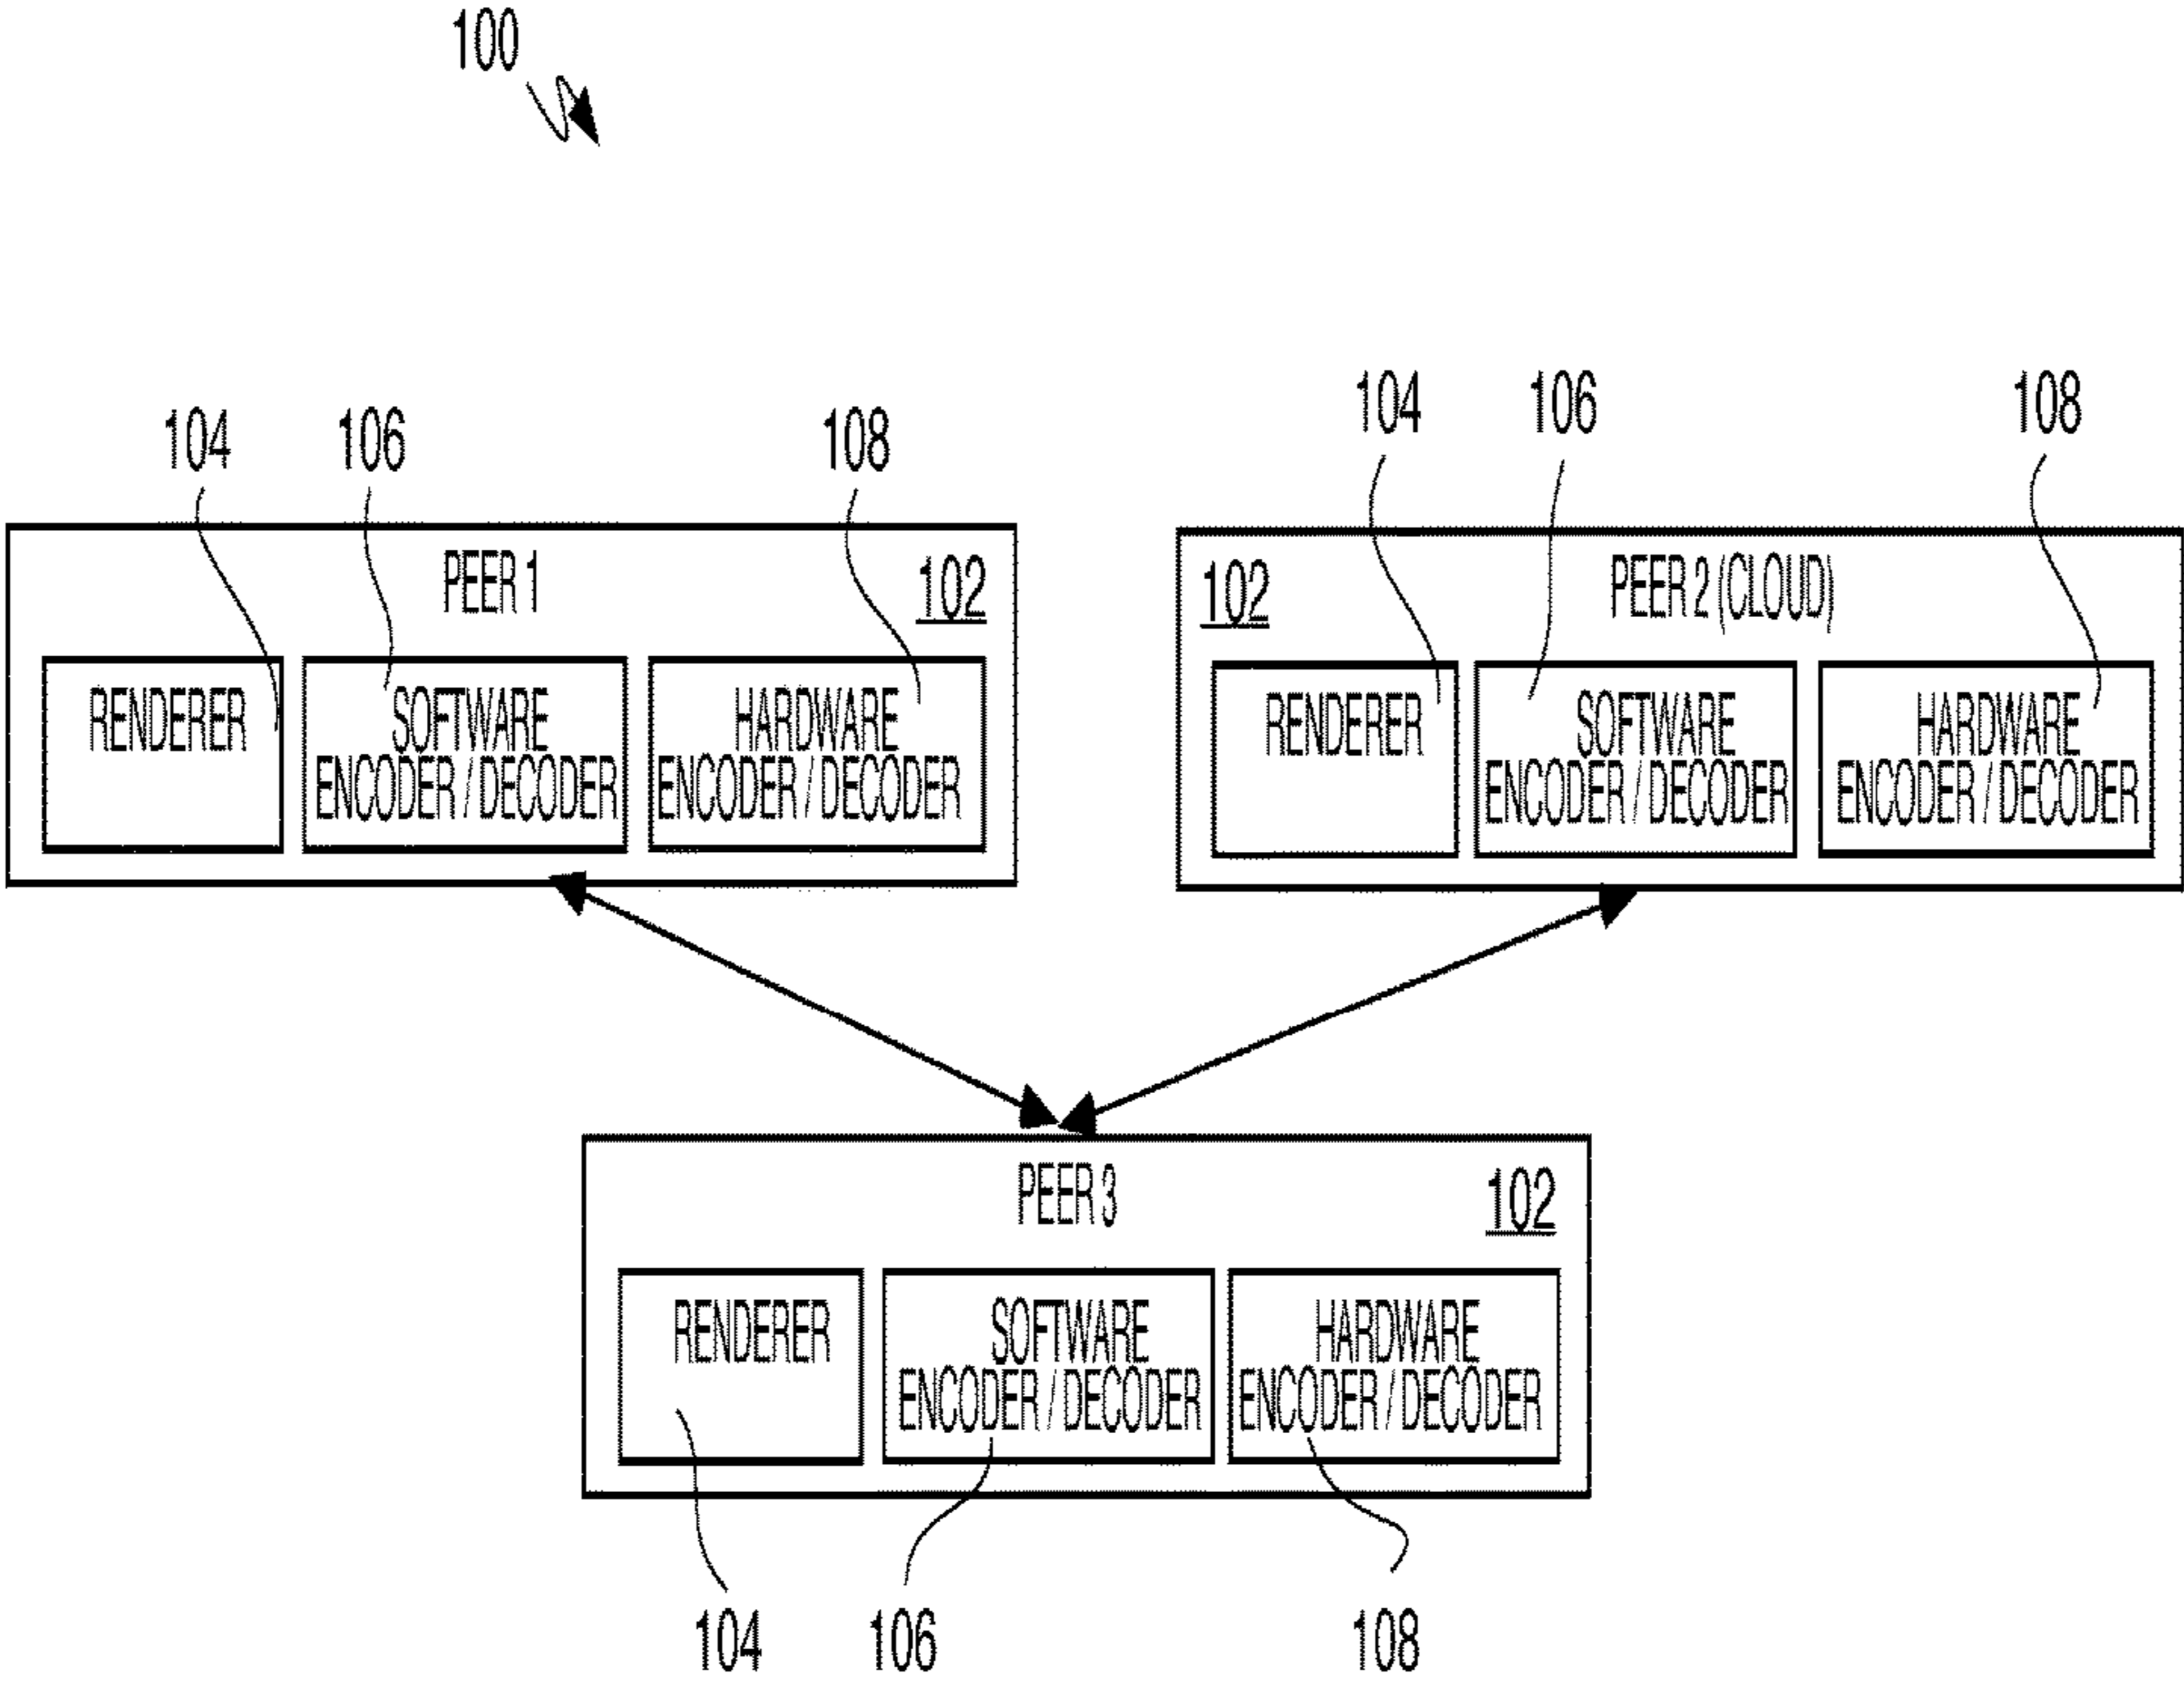 100
104
106
108
104
106
108
PEER 1
102
RENDERER
SOFTWARE
ENCODER / DECODER
HARDWARE
ENCODER / DECODER
102
PEER 2 (CLOUD)
RENDERER
SOFTWARE
ENCODER / DECODER
HARDWARE
ENCODER / DECODER
PEER 3
102
RENDERER
SOFTWARE
ENCODER / DECODER
HARDWARE
ENCODER / DECODER
104
106
108